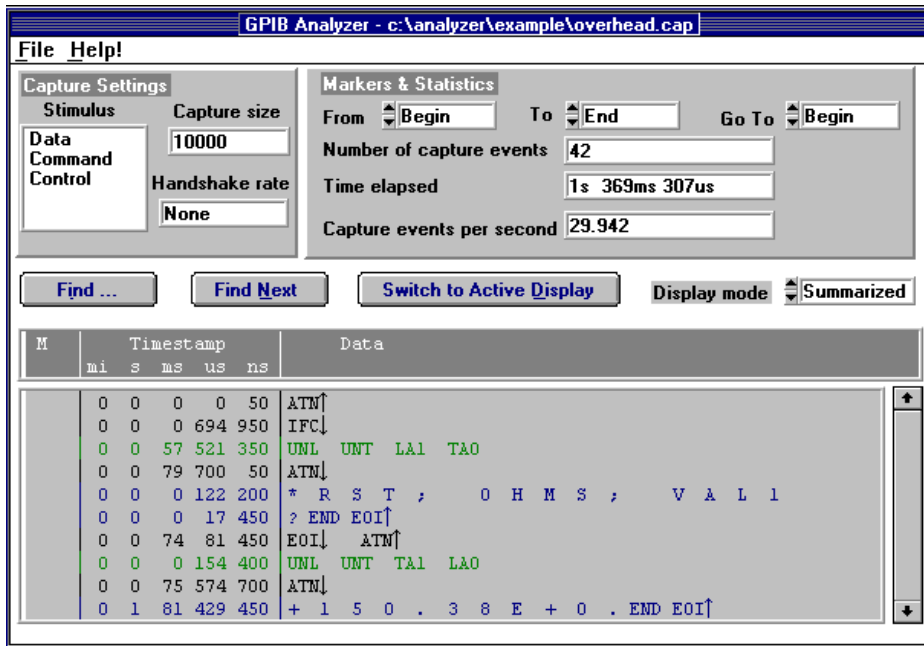 GPIB Analyzer - c:\analyzer\example\overhead.cap
File Help!
Capture Settings
Stimulus
Data
Command
Control
Capture size
10000
Handshake rate
None
Markers & Statistics
From Begin To End Go To Begin
Number of capture events 42
Time elapsed 1s 369ms 307us
Capture events per second 29.942
Find ... Find Next Switch to Active Display Display mode Summarized
M Timestamp Data
mi s ms us ns
0 0 0 0 50 ATN↑
0 0 0 694 950 IFC↓
0 0 57 521 350 UNL UNT LA1 TA0
0 0 79 700 50 ATN↓
0 0 0 122 200 * R S T ; O H M S ; V A L 1
0 0 0 17 450 ? END EOI↑
0 0 74 81 450 EOI↓ ATN↑
0 0 0 154 400 UNL UNT TA1 LA0
0 0 75 574 700 ATN↓
0 1 81 429 450 + 1 5 0 . 3 8 E + 0 . END EOI↑